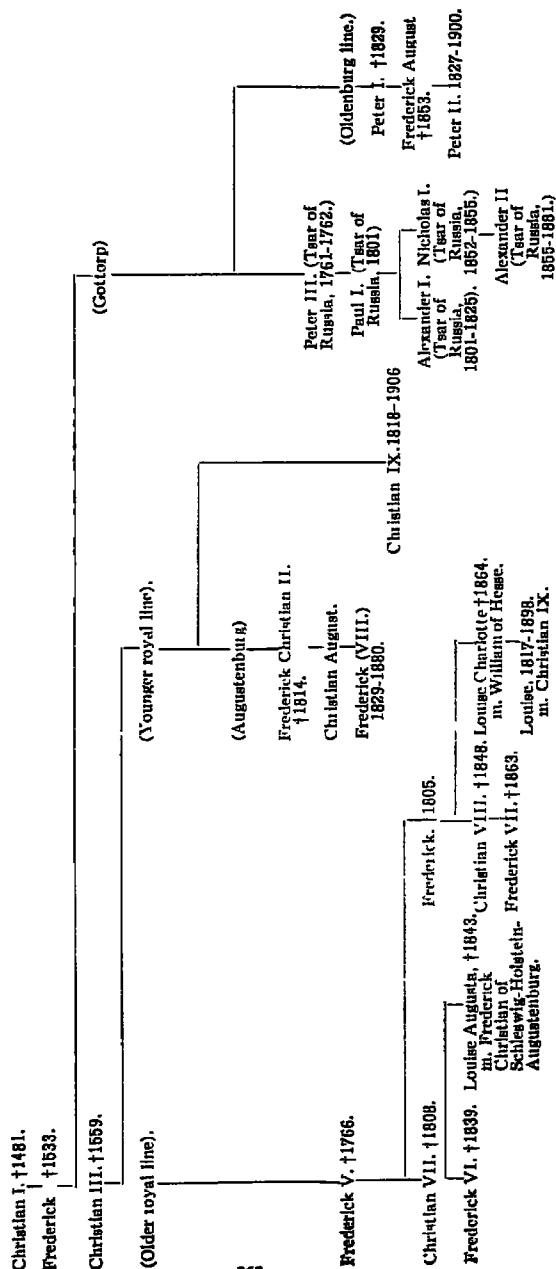 Christian I. †1481.
Frederick †1533.
Christian III. †1559.
(Gottorp)
(Older royal line).
(Younger royal line).
(Augustenburg)
Frederick Christian II.
†1814.
Christian August.
Frederick (VIII.)
1829-1880.
Christian IX. 1818-1906
Peter III. (Tsar of
Russia, 1761-1762.)
Paul I. (Tsar of
Russia, 1801)
Alexander I.
(Tsar of
Russia,
1801-1825).
Nicholas I.
(Tsar of
Russia,
1852-1855.)
Alexander II
(Tsar of
Russia,
1855-1881.)
(Oldenburg line.)
Peter I. †1829.
Frederick August
†1853.
Peter II. 1827-1900.
Frederick V. †1766.
Christian VII. †1808.
Frederick. †1805.
Frederick VI. †1839.
Louise Augusta, †1843.
m. Frederick
Christian of
Schleswig-Holstein-
Augustenburg.
Christian VIII. †1848.
Frederick VII. †1863.
Louise Charlotte †1864.
m. William of Hesse.
Louise, 1817-1898.
m. Christian IX.